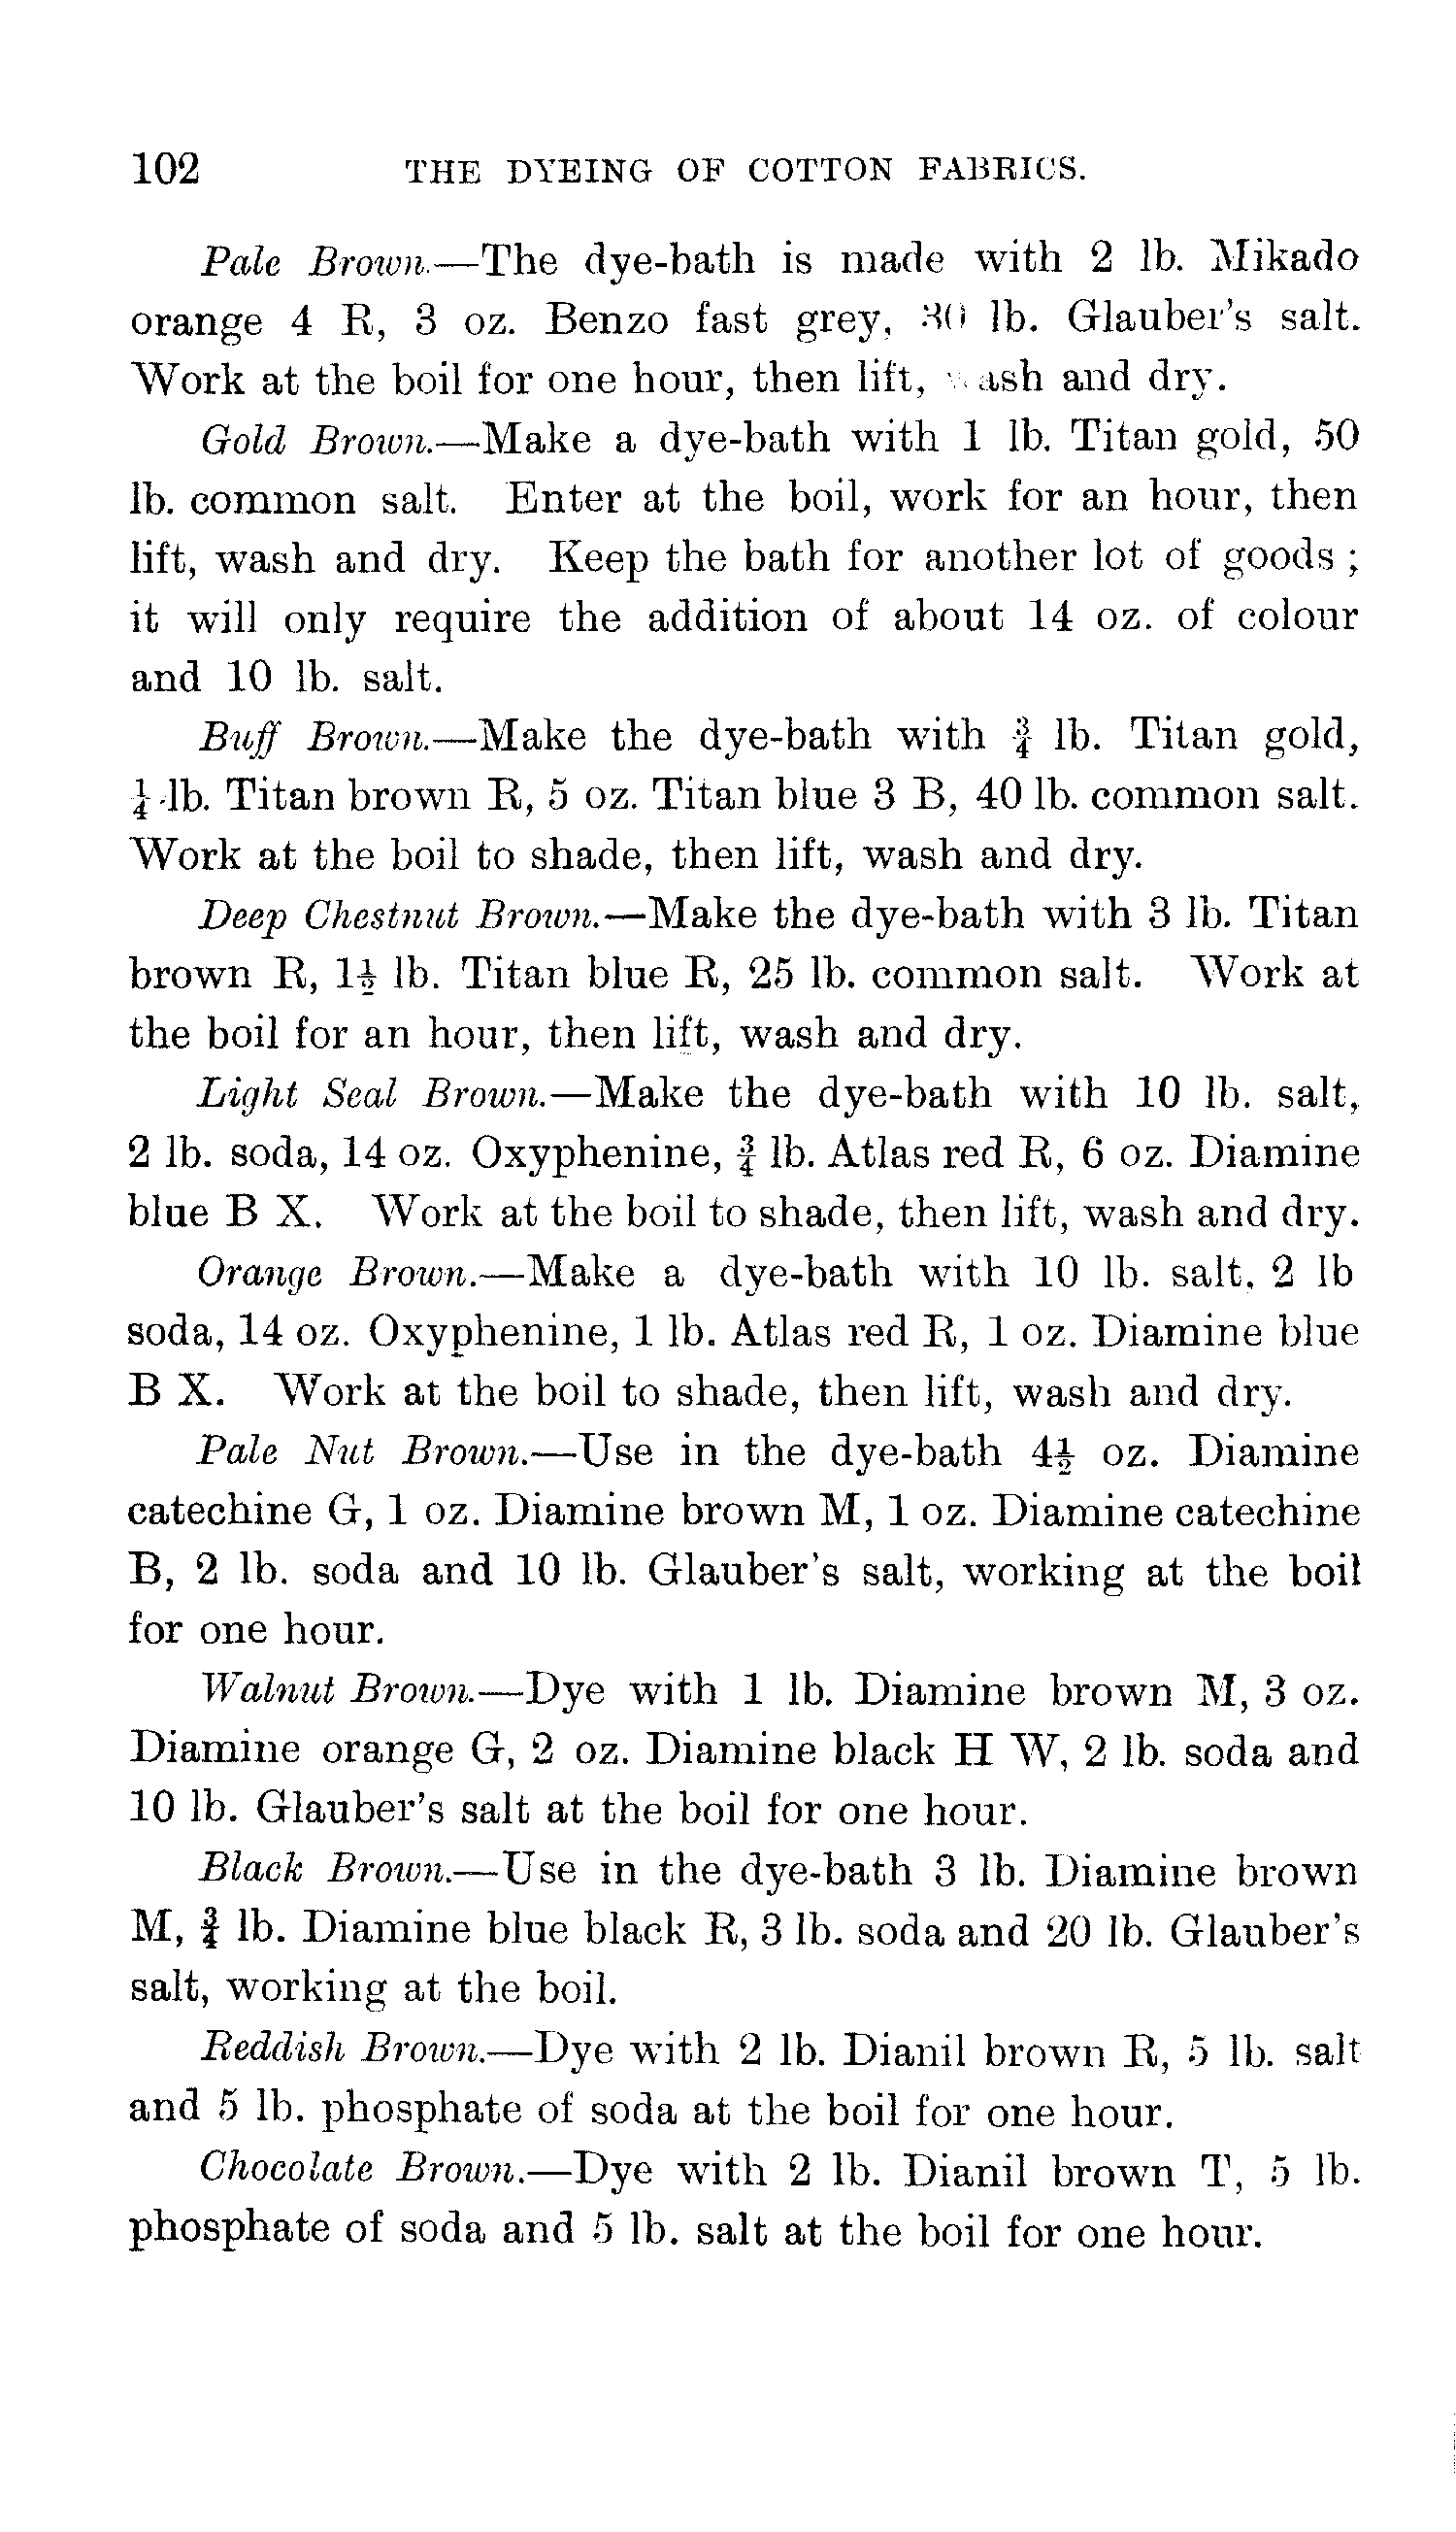 102 THE DYEING OF COTTON FABRICS.
Pale Brown.—The dye-bath is made with 2 lb. Mikado
orange 4 R, 3 oz. Benzo fast grey, 30 lb. Glauber's salt.
Work at the boil for one hour, then lift, wash and dry.
Gold Brown.—Make a dye-bath with 1 lb. Titan gold, 50
lb. common salt. Enter at the boil, work for an hour, then
lift, wash and dry. Keep the bath for another lot of goods ;
it will only require the addition of about 14 oz. of colour
and 10 lb. salt.
Buff Brown.—Make the dye-bath with ¾ lb. Titan gold,
¼ lb. Titan brown R, 5 oz. Titan blue 3 B, 40 lb. common salt.
Work at the boil to shade, then lift, wash and dry.
Deep Chestnut Brown.—Make the dye-bath with 3 lb. Titan
brown R, 1½ lb. Titan blue R, 25 lb. common salt. Work at
the boil for an hour, then lift, wash and dry.
Light Seal Brown.—Make the dye-bath with 10 lb. salt,
2 lb. soda, 14 oz. Oxyphenine, ¾ lb. Atlas red R, 6 oz. Diamine
blue B X. Work at the boil to shade, then lift, wash and dry.
Orange Brown.—Make a dye-bath with 10 lb. salt, 2 lb
soda, 14 oz. Oxyphenine, 1 lb. Atlas red R, 1 oz. Diamine blue
B X. Work at the boil to shade, then lift, wash and dry.
Pale Nut Brown.—Use in the dye-bath 4½ oz. Diamine
catechine G, 1 oz. Diamine brown M, 1 oz. Diamine catechine
B, 2 lb. soda and 10 lb. Glauber's salt, working at the boil
for one hour.
Walnut Brown.—Dye with 1 lb. Diamine brown M, 3 oz.
Diamine orange G, 2 oz. Diamine black H W, 2 lb. soda and
10 lb. Glauber's salt at the boil for one hour.
Black Brown.—Use in the dye-bath 3 lb. Diamine brown
M, ¾ lb. Diamine blue black R, 3 lb. soda and 20 lb. Glauber's
salt, working at the boil.
Reddish Brown.—Dye with 2 lb. Dianil brown R, 5 lb. salt
and 5 lb. phosphate of soda at the boil for one hour.
Chocolate Brown.—Dye with 2 lb. Dianil brown T, 5 lb.
phosphate of soda and 5 lb. salt at the boil for one hour.